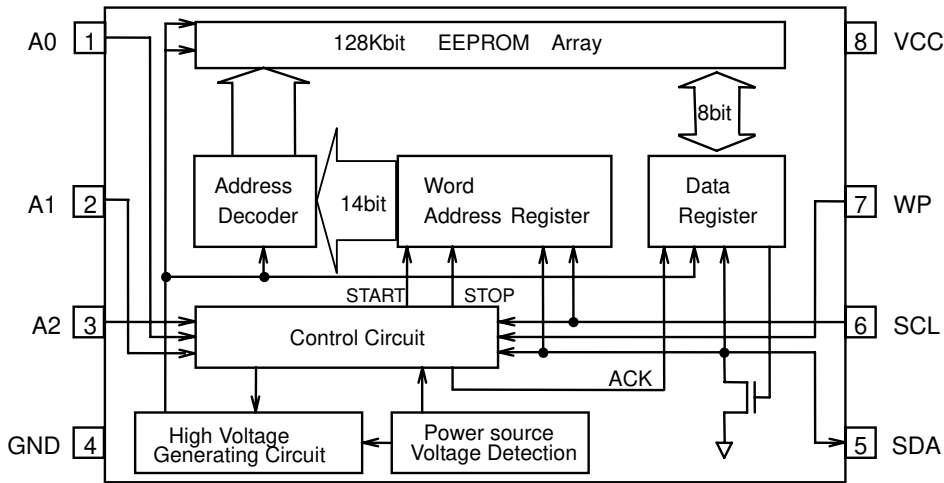 A0 1
128Kbit EEPROM Array
8 VCC
8bit
A1 2
Address
Decoder
14bit
Word
Address Register
Data
Register
7 WP
START
STOP
A2 3
Control Circuit
6 SCL
ACK
GND 4
High Voltage
Generating Circuit
Power source
Voltage Detection
5 SDA